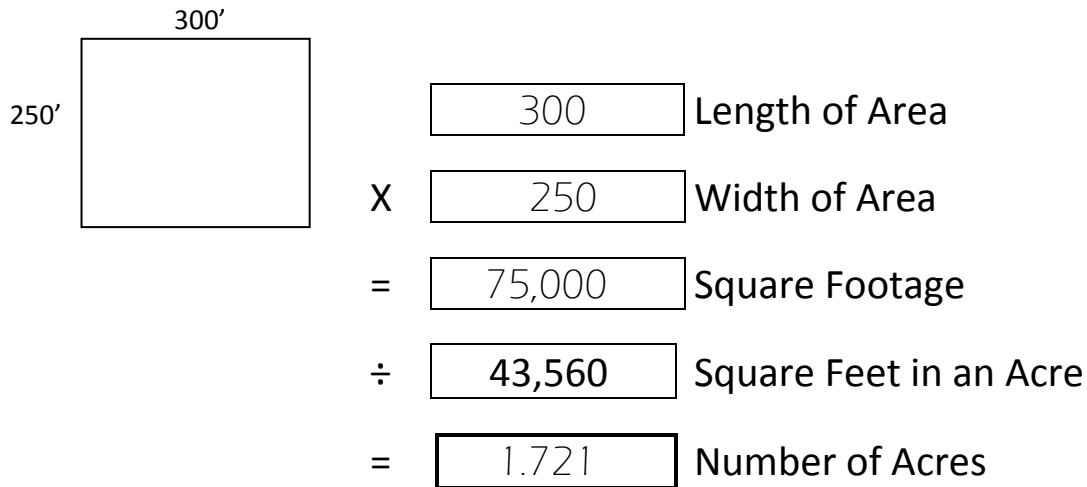 300’
250’
300 Length of Area
X 250 Width of Area
= 75,000 Square Footage
÷ 43,560 Square Feet in an Acre
= 1.721 Number of Acres